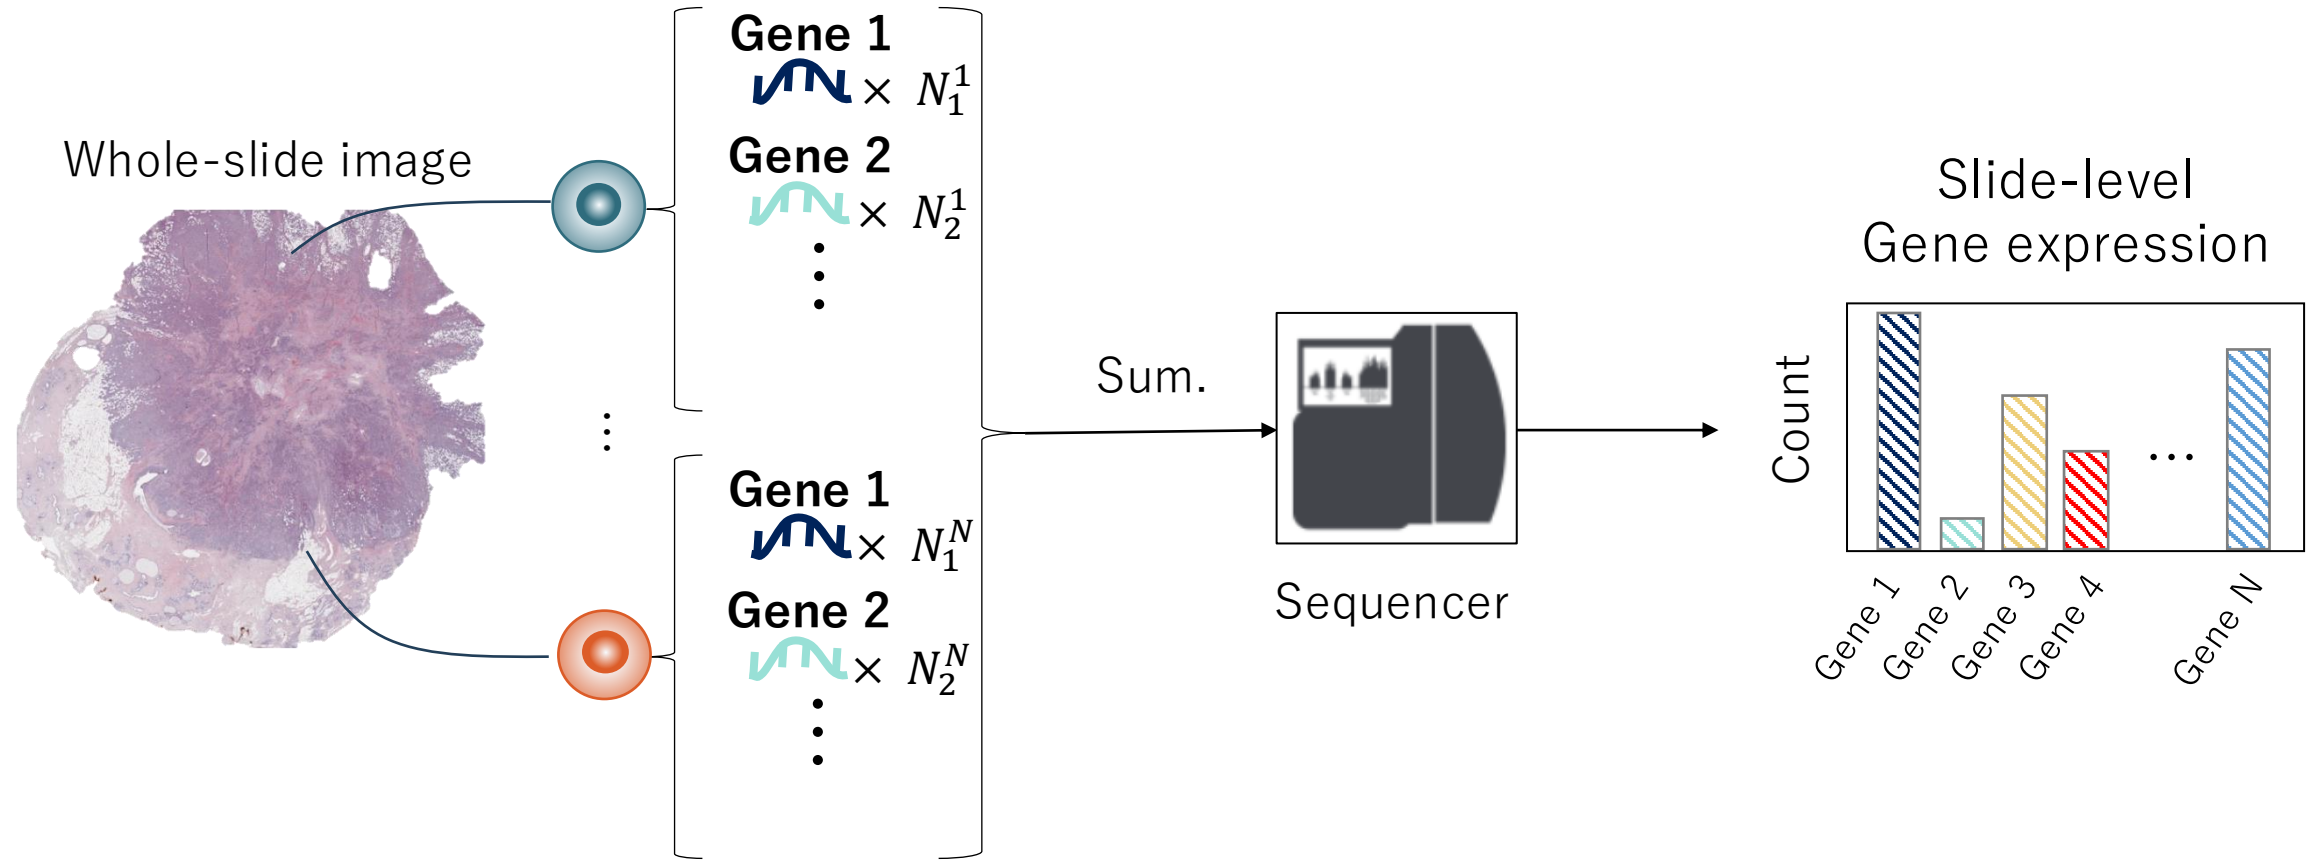 Whole-slide image
Gene 1
× N₁¹
Gene 2
× N₂¹
⋮
⋮
Gene 1
× N₁ᴺ
Gene 2
× N₂ᴺ
⋮
Sum.
Sequencer
Slide-level
Gene expression
Count
…
Gene 1
Gene 2
Gene 3
Gene 4
Gene N